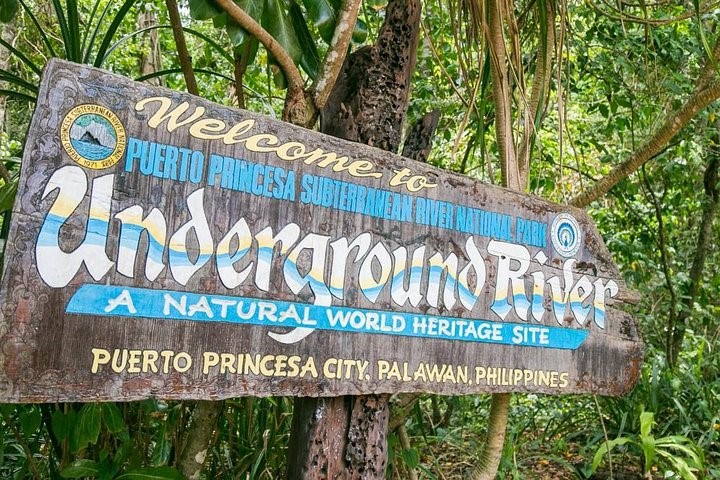 Welcome to
PUERTO PRINCESA SUBTERRANEAN RIVER NATIONAL PARK
Underground River
A NATURAL WORLD HERITAGE SITE
PUERTO PRINCESA CITY, PALAWAN, PHILIPPINES